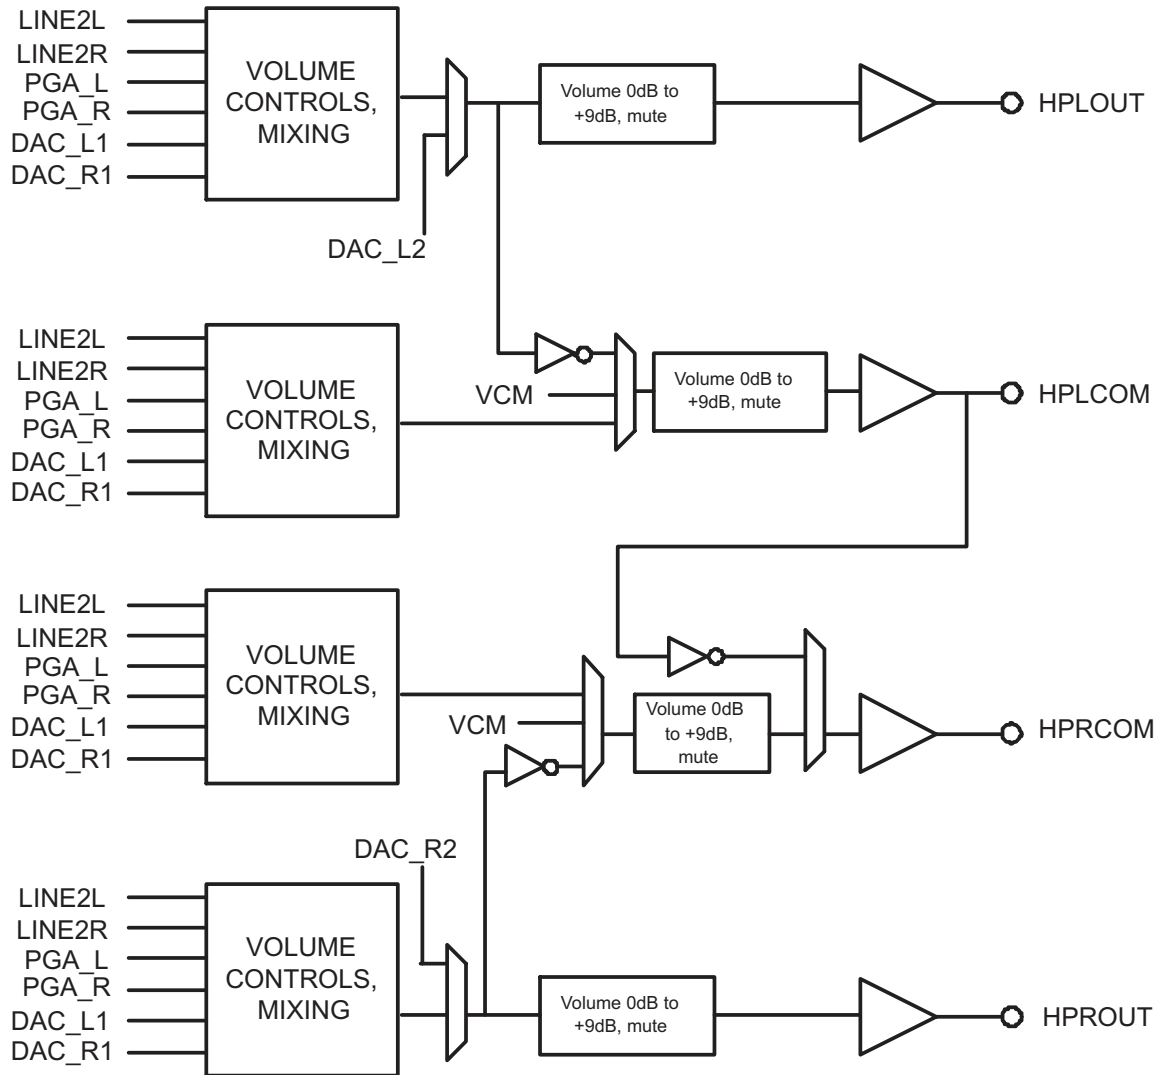 LINE2L
LINE2R
PGA_L
PGA_R
DAC_L1
DAC_R1
VOLUME
CONTROLS,
MIXING
DAC_L2
Volume 0dB to
+9dB, mute
HPLOUT
LINE2L
LINE2R
PGA_L
PGA_R
DAC_L1
DAC_R1
VOLUME
CONTROLS,
MIXING
VCM
Volume 0dB to
+9dB, mute
HPLCOM
LINE2L
LINE2R
PGA_L
PGA_R
DAC_L1
DAC_R1
VOLUME
CONTROLS,
MIXING
VCM
Volume 0dB
to +9dB,
mute
HPRCOM
DAC_R2
LINE2L
LINE2R
PGA_L
PGA_R
DAC_L1
DAC_R1
VOLUME
CONTROLS,
MIXING
Volume 0dB to
+9dB, mute
HPROUT